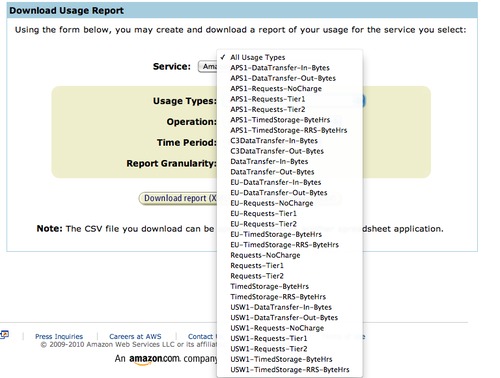 Download Usage Report
Using the form below, you may create and download a report of your usage for the service you select:
Service:
✓ All Usage Types
APS1-DataTransfer-In-Bytes
APS1-DataTransfer-Out-Bytes
APS1-Requests-NoCharge
APS1-Requests-Tier1
APS1-Requests-Tier2
APS1-TimedStorage-ByteHrs
APS1-TimedStorage-RRS-ByteHrs
C3DataTransfer-In-Bytes
C3DataTransfer-Out-Bytes
DataTransfer-In-Bytes
DataTransfer-Out-Bytes
EU-DataTransfer-In-Bytes
EU-DataTransfer-Out-Bytes
EU-Requests-NoCharge
EU-Requests-Tier1
EU-Requests-Tier2
EU-TimedStorage-ByteHrs
EU-TimedStorage-RRS-ByteHrs
Requests-NoCharge
Requests-Tier1
Requests-Tier2
TimedStorage-ByteHrs
TimedStorage-RRS-ByteHrs
USW1-DataTransfer-In-Bytes
USW1-DataTransfer-Out-Bytes
USW1-Requests-NoCharge
USW1-Requests-Tier1
USW1-Requests-Tier2
USW1-TimedStorage-ByteHrs
USW1-TimedStorage-RRS-ByteHrs
Usage Types:
Operation:
Time Period:
Report Granularity:
Download report (X
Note: The CSV file you download can be spreadsheet application.
Press Inquiries | Careers at AWS | Contact
© 2009-2010 Amazon Web Services LLC or its affilia
An amazon.com company